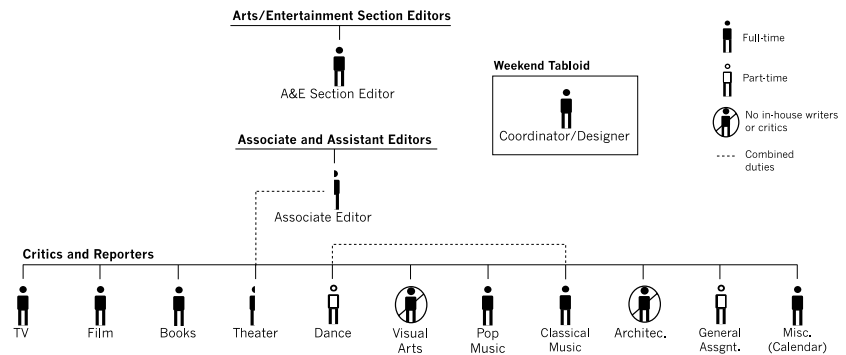 Arts/Entertainment Section Editors
A&E Section Editor
Weekend Tabloid
Coordinator/Designer
Full-time
Part-time
No in-house writers
or critics
Combined
duties
Associate and Assistant Editors
Associate Editor
Critics and Reporters
TV
Film
Books
Theater
Dance
Visual
Arts
Pop
Music
Classical
Music
Architec.
General
Assgnt.
Misc.
(Calendar)